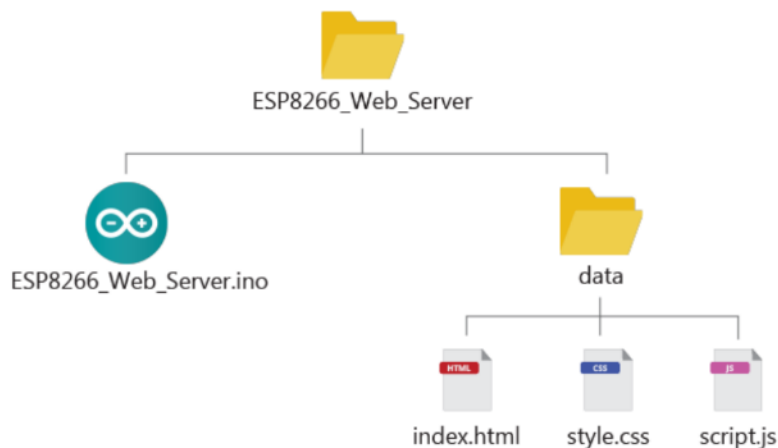 ESP8266_Web_Server
ESP8266_Web_Server.ino
data
HTML
CSS
JS
index.html
style.css
script.js